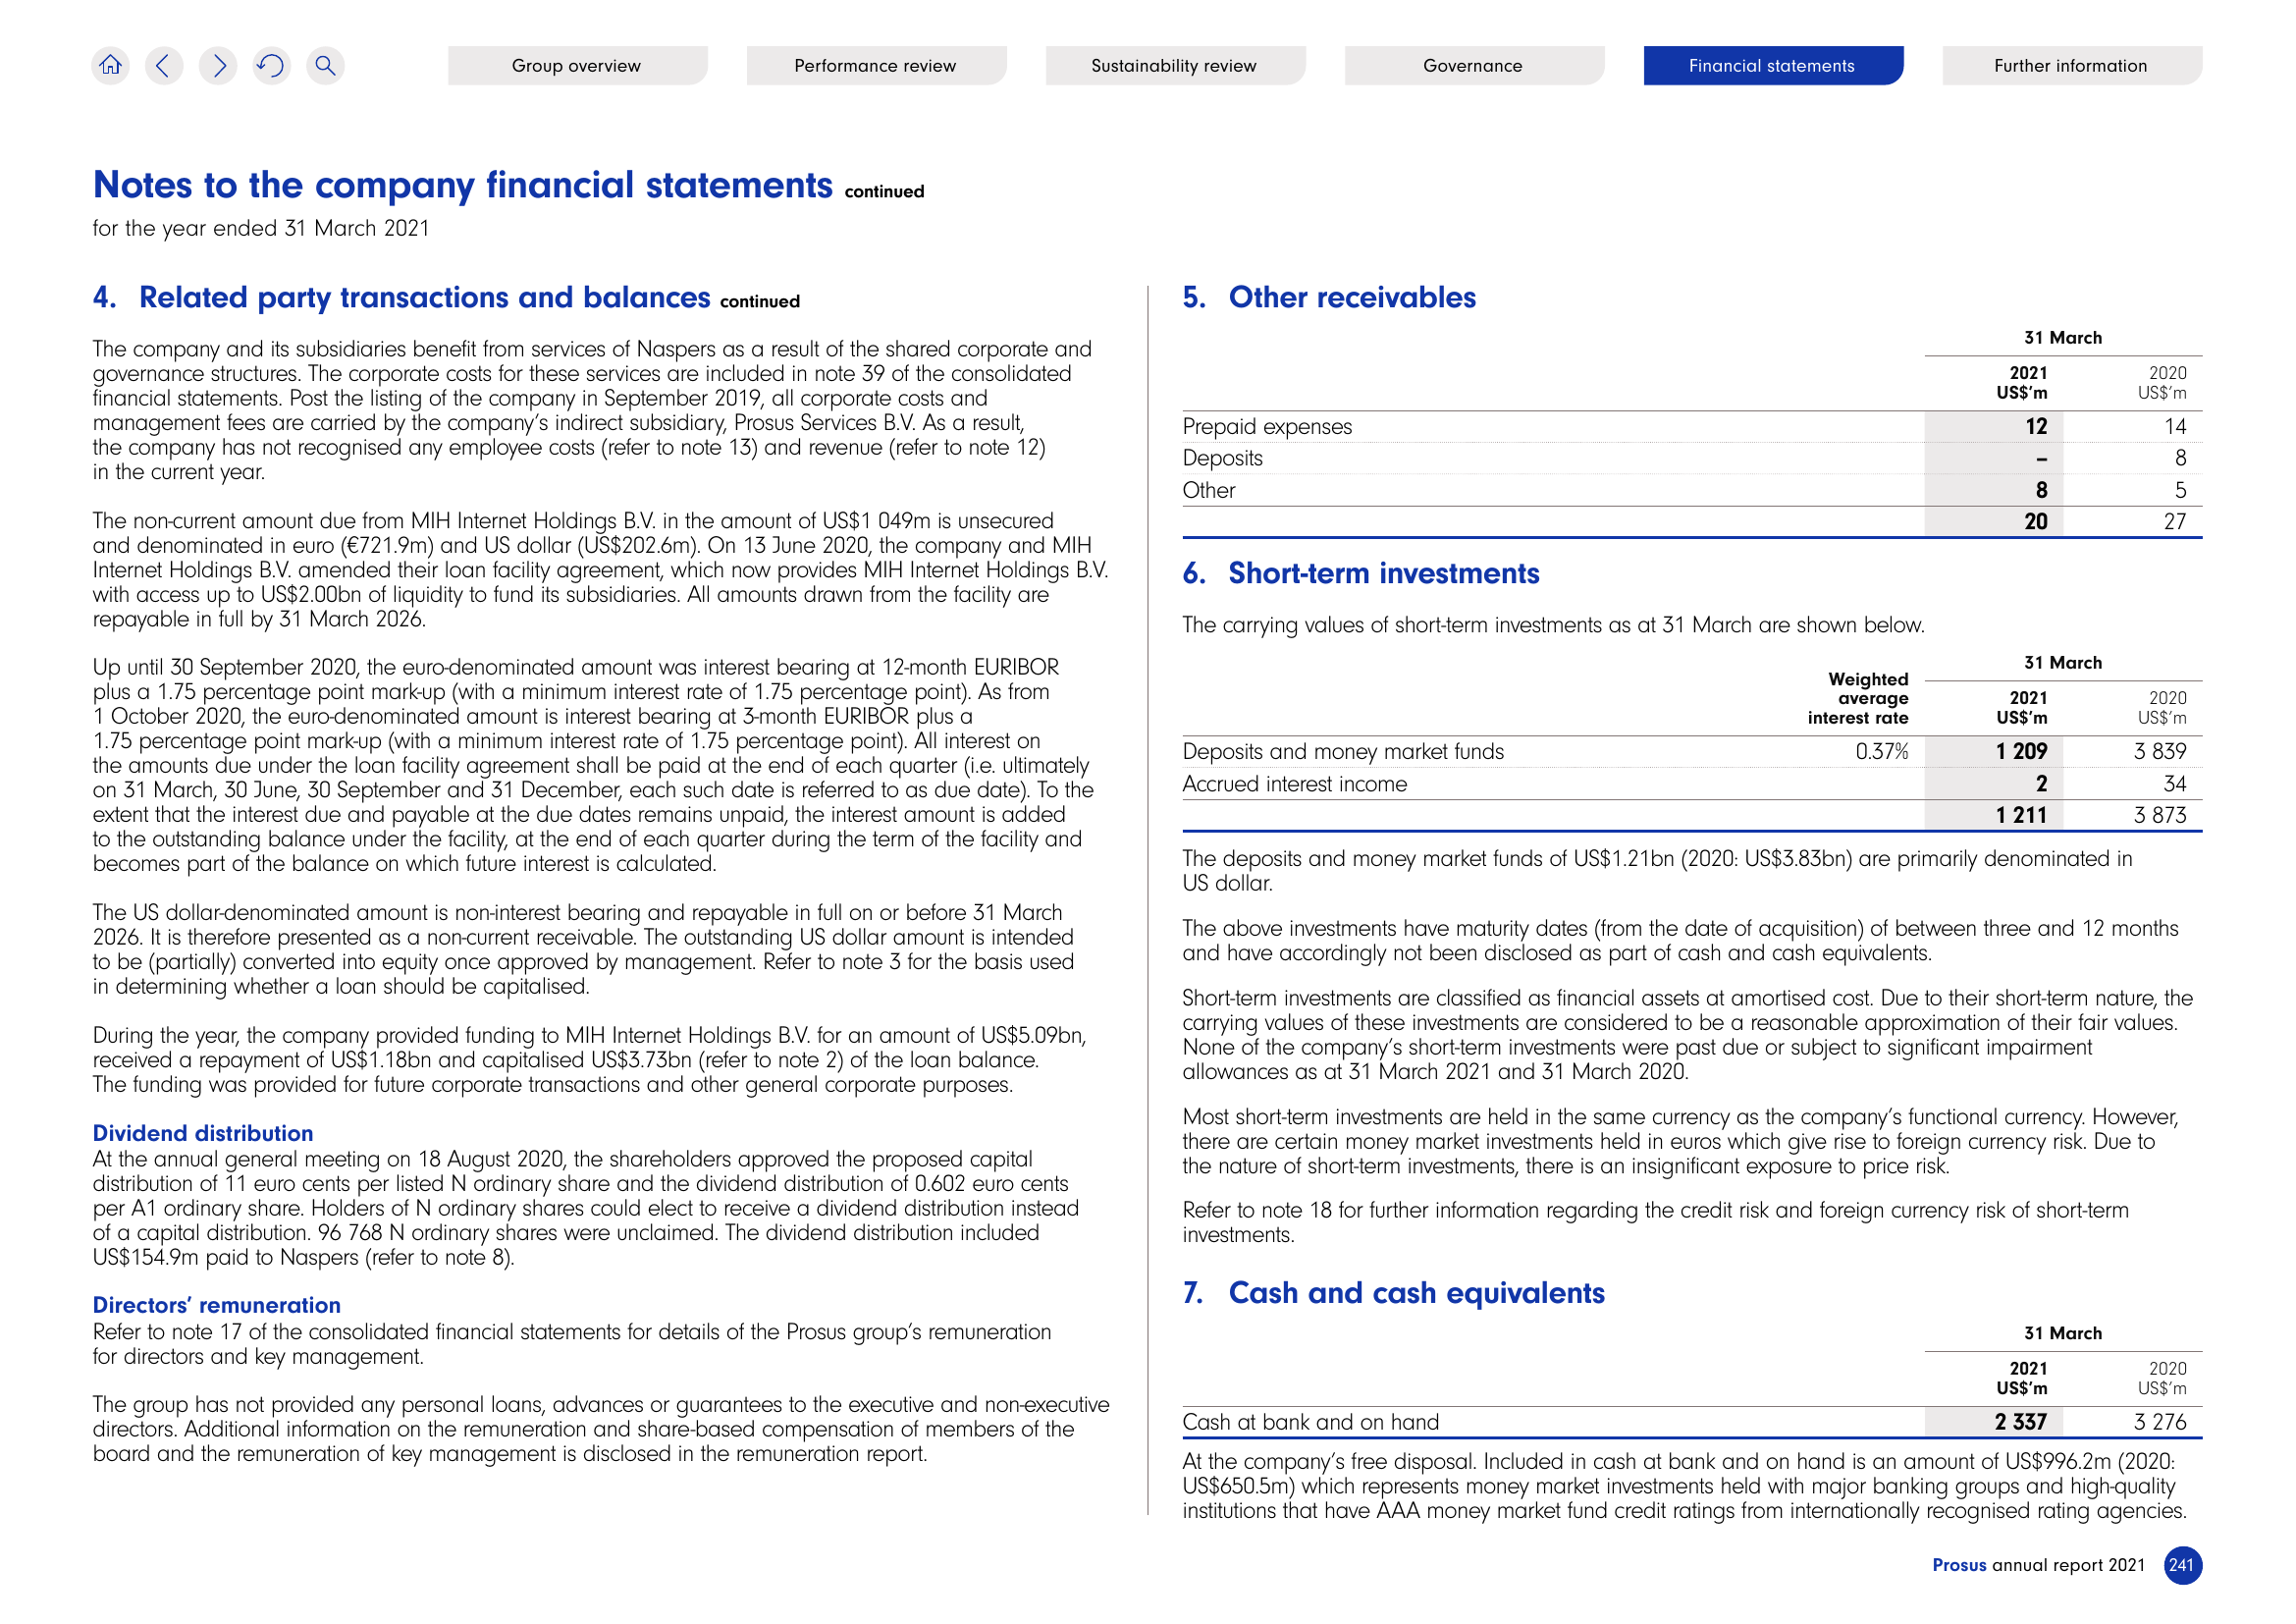 Group overview
Performance review
Sustainability review
Governance
Financial statements
Further information
Notes to the company financial statements continued
for the year ended 31 March 2021
4. Related party transactions and balances continued
The company and its subsidiaries benefit from services of Naspers as a result of the shared corporate and
governance structures. The corporate costs for these services are included in note 39 of the consolidated
financial statements. Post the listing of the company in September 2019, all corporate costs and
management fees are carried by the company’s indirect subsidiary, Prosus Services B.V. As a result,
the company has not recognised any employee costs (refer to note 13) and revenue (refer to note 12)
in the current year.
The non-current amount due from MIH Internet Holdings B.V. in the amount of US$1 049m is unsecured
and denominated in euro (€721.9m) and US dollar (US$202.6m). On 13 June 2020, the company and MIH
Internet Holdings B.V. amended their loan facility agreement, which now provides MIH Internet Holdings B.V.
with access up to US$2.00bn of liquidity to fund its subsidiaries. All amounts drawn from the facility are
repayable in full by 31 March 2026.
Up until 30 September 2020, the euro-denominated amount was interest bearing at 12-month EURIBOR
plus a 1.75 percentage point mark-up (with a minimum interest rate of 1.75 percentage point). As from
1 October 2020, the euro-denominated amount is interest bearing at 3-month EURIBOR plus a
1.75 percentage point mark-up (with a minimum interest rate of 1.75 percentage point). All interest on
the amounts due under the loan facility agreement shall be paid at the end of each quarter (i.e. ultimately
on 31 March, 30 June, 30 September and 31 December, each such date is referred to as due date). To the
extent that the interest due and payable at the due dates remains unpaid, the interest amount is added
to the outstanding balance under the facility, at the end of each quarter during the term of the facility and
becomes part of the balance on which future interest is calculated.
The US dollar-denominated amount is non-interest bearing and repayable in full on or before 31 March
2026. It is therefore presented as a non-current receivable. The outstanding US dollar amount is intended
to be (partially) converted into equity once approved by management. Refer to note 3 for the basis used
in determining whether a loan should be capitalised.
During the year, the company provided funding to MIH Internet Holdings B.V. for an amount of US$5.09bn,
received a repayment of US$1.18bn and capitalised US$3.73bn (refer to note 2) of the loan balance.
The funding was provided for future corporate transactions and other general corporate purposes.
Dividend distribution
At the annual general meeting on 18 August 2020, the shareholders approved the proposed capital
distribution of 11 euro cents per listed N ordinary share and the dividend distribution of 0.602 euro cents
per A1 ordinary share. Holders of N ordinary shares could elect to receive a dividend distribution instead
of a capital distribution. 96 768 N ordinary shares were unclaimed. The dividend distribution included
US$154.9m paid to Naspers (refer to note 8).
Directors’ remuneration
Refer to note 17 of the consolidated financial statements for details of the Prosus group’s remuneration
for directors and key management.
The group has not provided any personal loans, advances or guarantees to the executive and non-executive
directors. Additional information on the remuneration and share-based compensation of members of the
board and the remuneration of key management is disclosed in the remuneration report.
5. Other receivables
31 March
2021 2020
US$’m US$’m
Prepaid expenses 12 14
Deposits – 8
Other 8 5
20 27
6. Short-term investments
The carrying values of short-term investments as at 31 March are shown below.
31 March
Weighted
average 2021 2020
interest rate US$’m US$’m
Deposits and money market funds 0.37% 1 209 3 839
Accrued interest income 2 34
1 211 3 873
The deposits and money market funds of US$1.21bn (2020: US$3.83bn) are primarily denominated in
US dollar.
The above investments have maturity dates (from the date of acquisition) of between three and 12 months
and have accordingly not been disclosed as part of cash and cash equivalents.
Short-term investments are classified as financial assets at amortised cost. Due to their short-term nature, the
carrying values of these investments are considered to be a reasonable approximation of their fair values.
None of the company’s short-term investments were past due or subject to significant impairment
allowances as at 31 March 2021 and 31 March 2020.
Most short-term investments are held in the same currency as the company’s functional currency. However,
there are certain money market investments held in euros which give rise to foreign currency risk. Due to
the nature of short-term investments, there is an insignificant exposure to price risk.
Refer to note 18 for further information regarding the credit risk and foreign currency risk of short-term
investments.
7. Cash and cash equivalents
31 March
2021 2020
US$’m US$’m
Cash at bank and on hand 2 337 3 276
At the company’s free disposal. Included in cash at bank and on hand is an amount of US$996.2m (2020:
US$650.5m) which represents money market investments held with major banking groups and high-quality
institutions that have AAA money market fund credit ratings from internationally recognised rating agencies.
Prosus annual report 2021 241